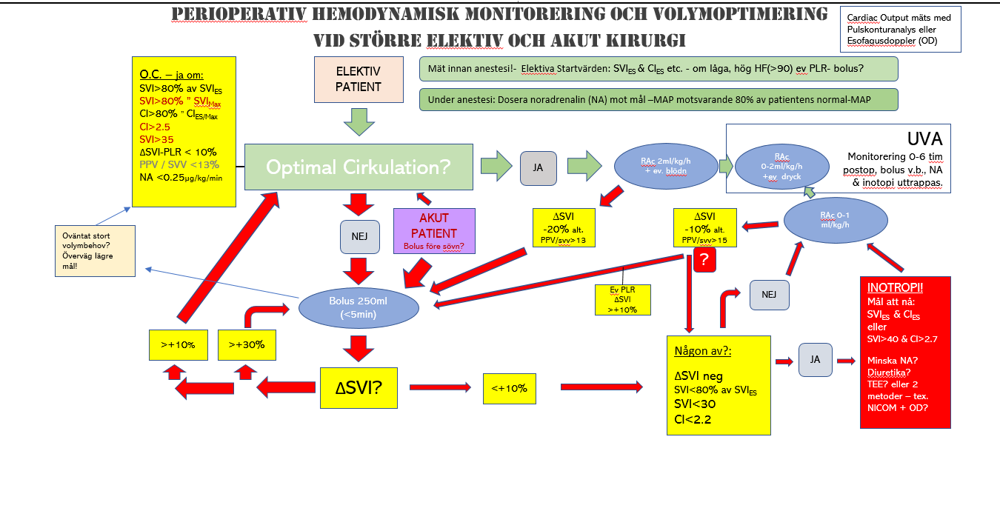 PERIOPERATIV HEMODYNAMISK MONITORERING OCH VOLYMOPTIMERING
VID STÖRRE ELEKTIV OCH AKUT KIRURGI
Cardiac Output mäts med
Pulskonturanalys eller
Esofagusdoppler (OD)
O.C. – ja om:
SVI>80% av SVIES
SVI>80% ” SVIMax
CI>80% ” CIES/Max
CI>2.5
SVI>35
ΔSVI-PLR < 10%
PPV / SVV <13%
NA <0.25µg/kg/min
ELEKTIV
PATIENT
Mät innan anestesi!- Elektiva Startvärden: SVIES & CIES etc. - om låga, hög HF(>90) ev PLR- bolus?
Under anestesi: Dosera noradrenalin (NA) mot mål –MAP motsvarande 80% av patientens normal-MAP
Optimal Cirkulation?
JA
RAc 2ml/kg/h
+ ev. blödn
RAc
0-2ml/kg/h
+ev. dryck
UVA
Monitorering 0-6 tim
postop, bolus v.b., NA
& inotopi uttrappas.
NEJ
AKUT
PATIENT
Bolus före sövn?
ΔSVI
-20% alt.
PPV/svv>13
ΔSVI
-10% alt.
PPV/svv>15
?
RAc 0-1
ml/kg/h
Oväntat stort
volymbehov?
Överväg lägre
mål!
Bolus 250ml
(<5min)
Ev PLR
ΔSVI
>+10%
NEJ
INOTROPI!
Mål att nå:
SVIES & CIES
eller
SVI>40 & CI>2.7
Minska NA?
Diuretika?
TEE? eller 2
metoder – tex.
NICOM + OD?
>+10%
>+30%
ΔSVI?
<+10%
Någon av?:
ΔSVI neg
SVI<80% av SVIES
SVI<30
CI<2.2
JA